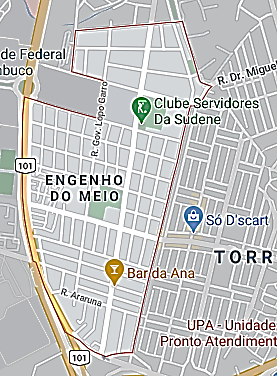 de Federal
buco
R. Dr. Miguel
R. Gov. Lopo Garro
Clube Servidores
Da Sudene
101
ENGENHO
DO MEIO
Só D'scart
TORR
Bar da Ana
R. Araruna
UPA - Unidade
Pronto Atendiment
101